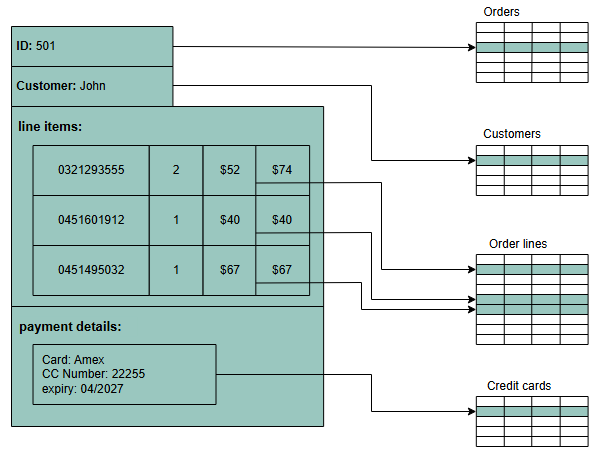 Orders
ID: 501
Customer: John
Customers
line items:
0321293555 2 $52 $74
0451601912 1 $40 $40
0451495032 1 $67 $67
Order lines
payment details:
Card: Amex
CC Number: 22255
expiry: 04/2027
Credit cards